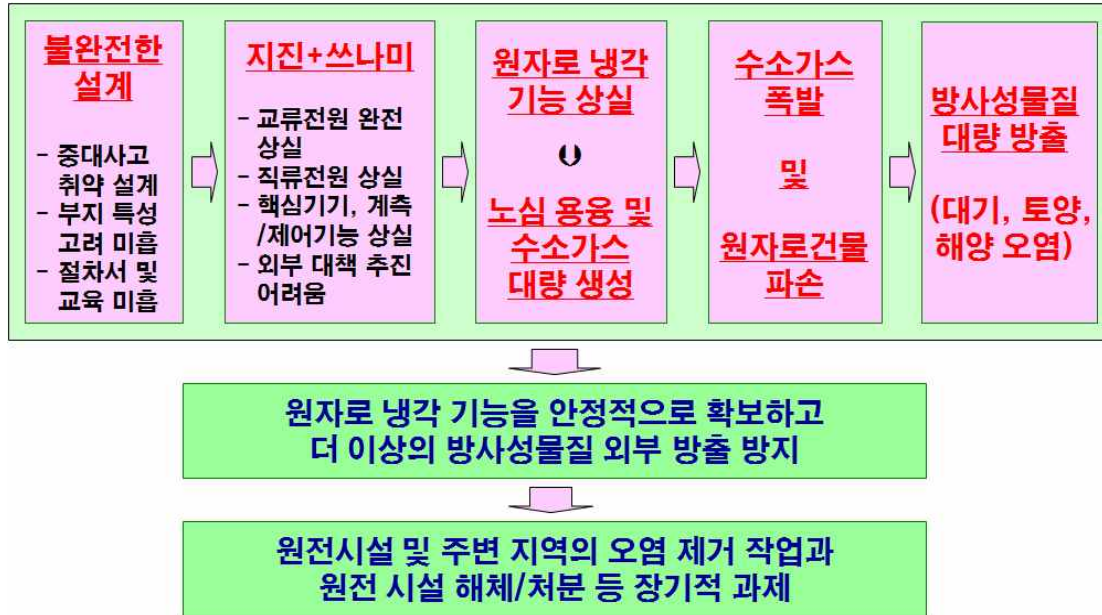 불완전한
설계
- 중대사고
취약 설계
- 부지 특성
고려 미흡
- 절차서 및
교육 미흡
지진+쓰나미
- 교류전원 완전
상실
- 직류전원 상실
- 핵심기기, 계측
/제어기능 상실
- 외부 대책 추진
어려움
원자로 냉각
기능 상실
노심 용융 및
수소가스
대량 생성
수소가스
폭발
및
원자로건물
파손
방사성물질
대량 방출
(대기, 토양,
해양 오염)
원자로 냉각 기능을 안정적으로 확보하고
더 이상의 방사성물질 외부 방출 방지
원전시설 및 주변 지역의 오염 제거 작업과
원전 시설 해체/처분 등 장기적 과제